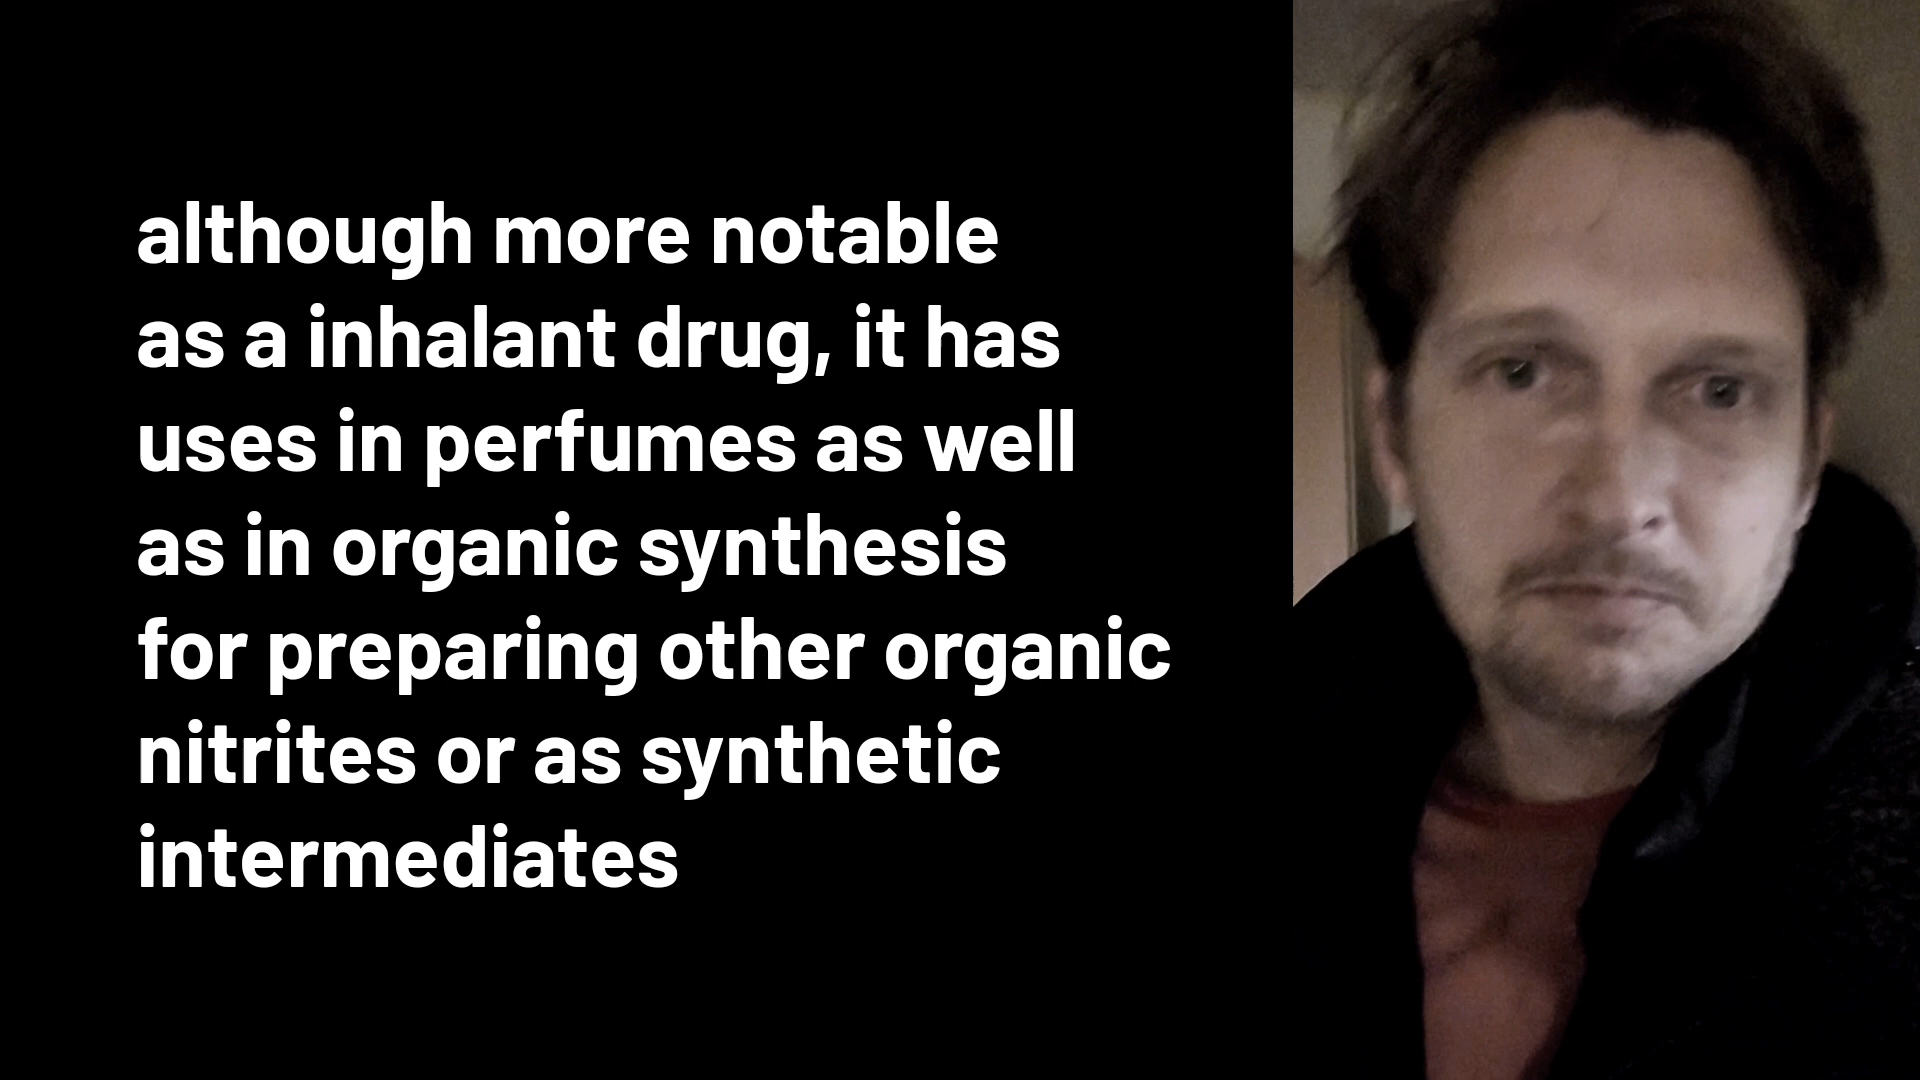 although more notable
as a inhalant drug, it has
uses in perfumes as well
as in organic synthesis
for preparing other organic
nitrites or as synthetic
intermediates